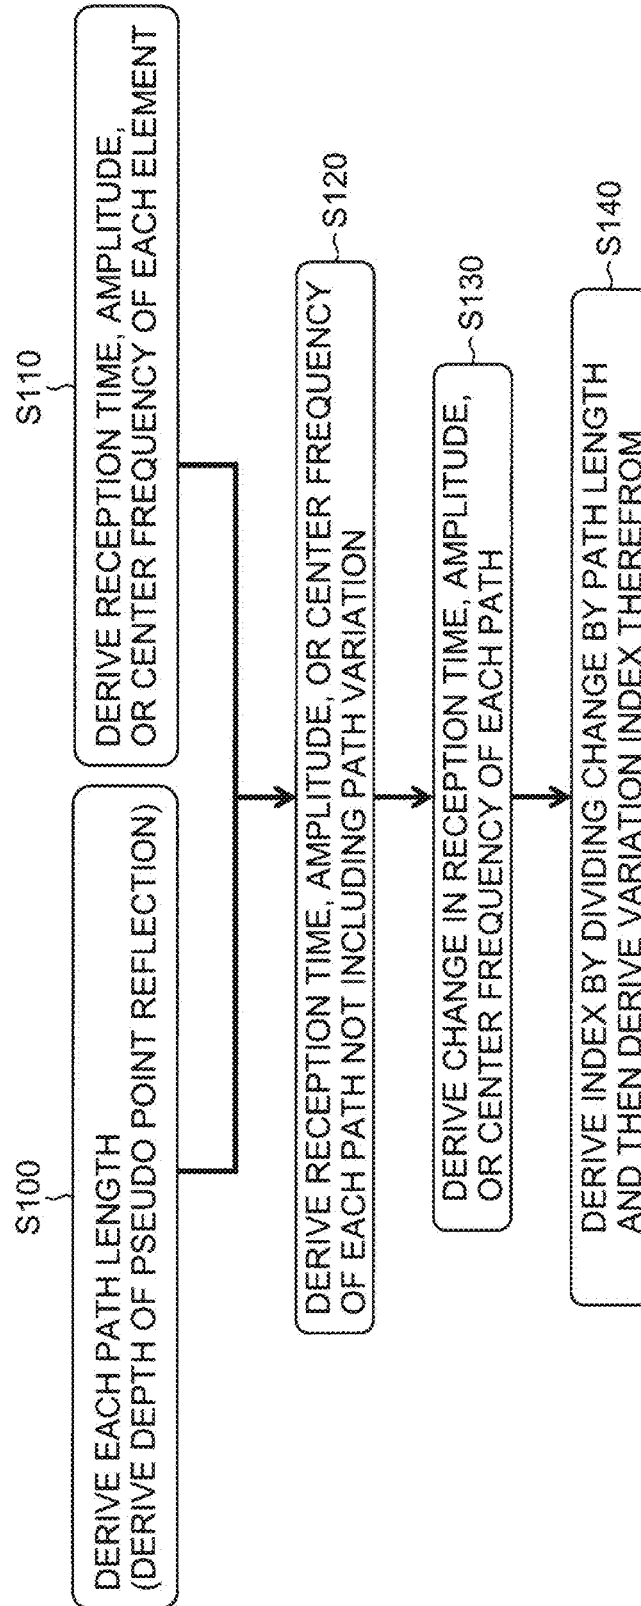 S100
DERIVE EACH PATH LENGTH
(DERIVE DEPTH OF PSEUDO POINT REFLECTION)
S110
DERIVE RECEPTION TIME, AMPLITUDE,
OR CENTER FREQUENCY OF EACH ELEMENT
S120
DERIVE RECEPTION TIME, AMPLITUDE, OR CENTER FREQUENCY
OF EACH PATH NOT INCLUDING PATH VARIATION
S130
DERIVE CHANGE IN RECEPTION TIME, AMPLITUDE,
OR CENTER FREQUENCY OF EACH PATH
S140
DERIVE INDEX BY DIVIDING CHANGE BY PATH LENGTH
AND THEN DERIVE VARIATION INDEX THEREFROM